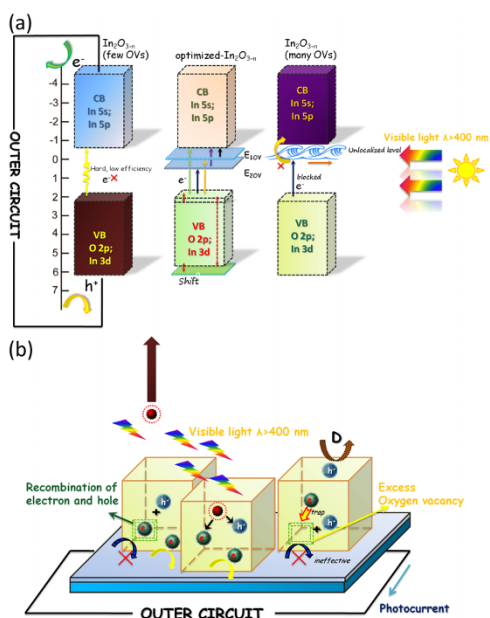 (a)
In₂O₃₋ₙ
(few OVs)
optimized-In₂O₃₋ₙ
In₂O₃₋ₙ
(many OVs)
e⁻
-4
-3
-2
-1
0
1
2
3
4
5
6
7
OUTER CIRCUIT
h⁺
CB
In 5s;
In 5p
Hard, low efficiency
e⁻
VB
O 2p;
In 3d
CB
In 5s;
In 5p
E₁OV
E₂OV
e⁻
VB
O 2p;
In 3d
Shift
CB
In 5s;
In 5p
Unlocalized level
blocked
e⁻
VB
O 2p;
In 3d
Visible light λ>400 nm
(b)
Visible light λ>400 nm
D
Recombination of
electron and hole
h⁺
+
e⁻
h⁺
h⁺
h⁺
trap
+
Excess
Oxygen vacancy
ineffective
OUTER CIRCUIT
Photocurrent